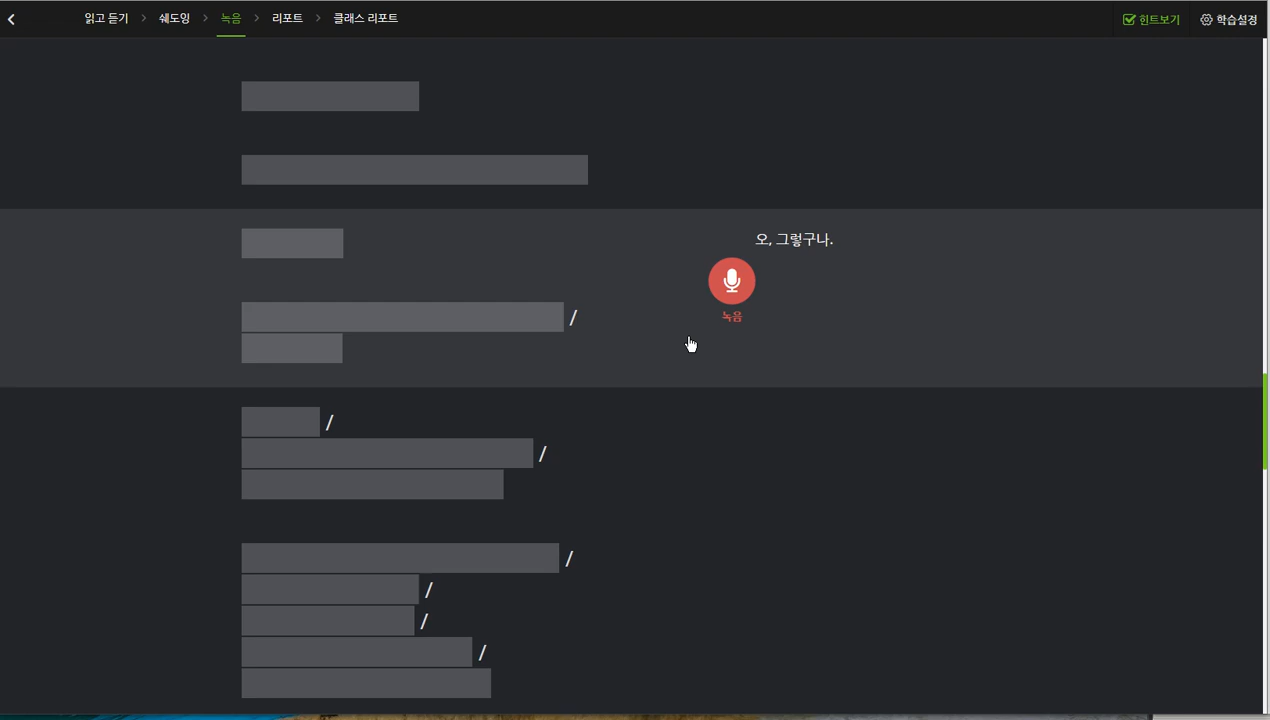 읽고 듣기 > 쉐도잉 > 녹음 > 리포트 > 클래스 리포트
힌트보기
학습설정
오, 그렇구나.
녹음
/
/
/
/
/
/
/